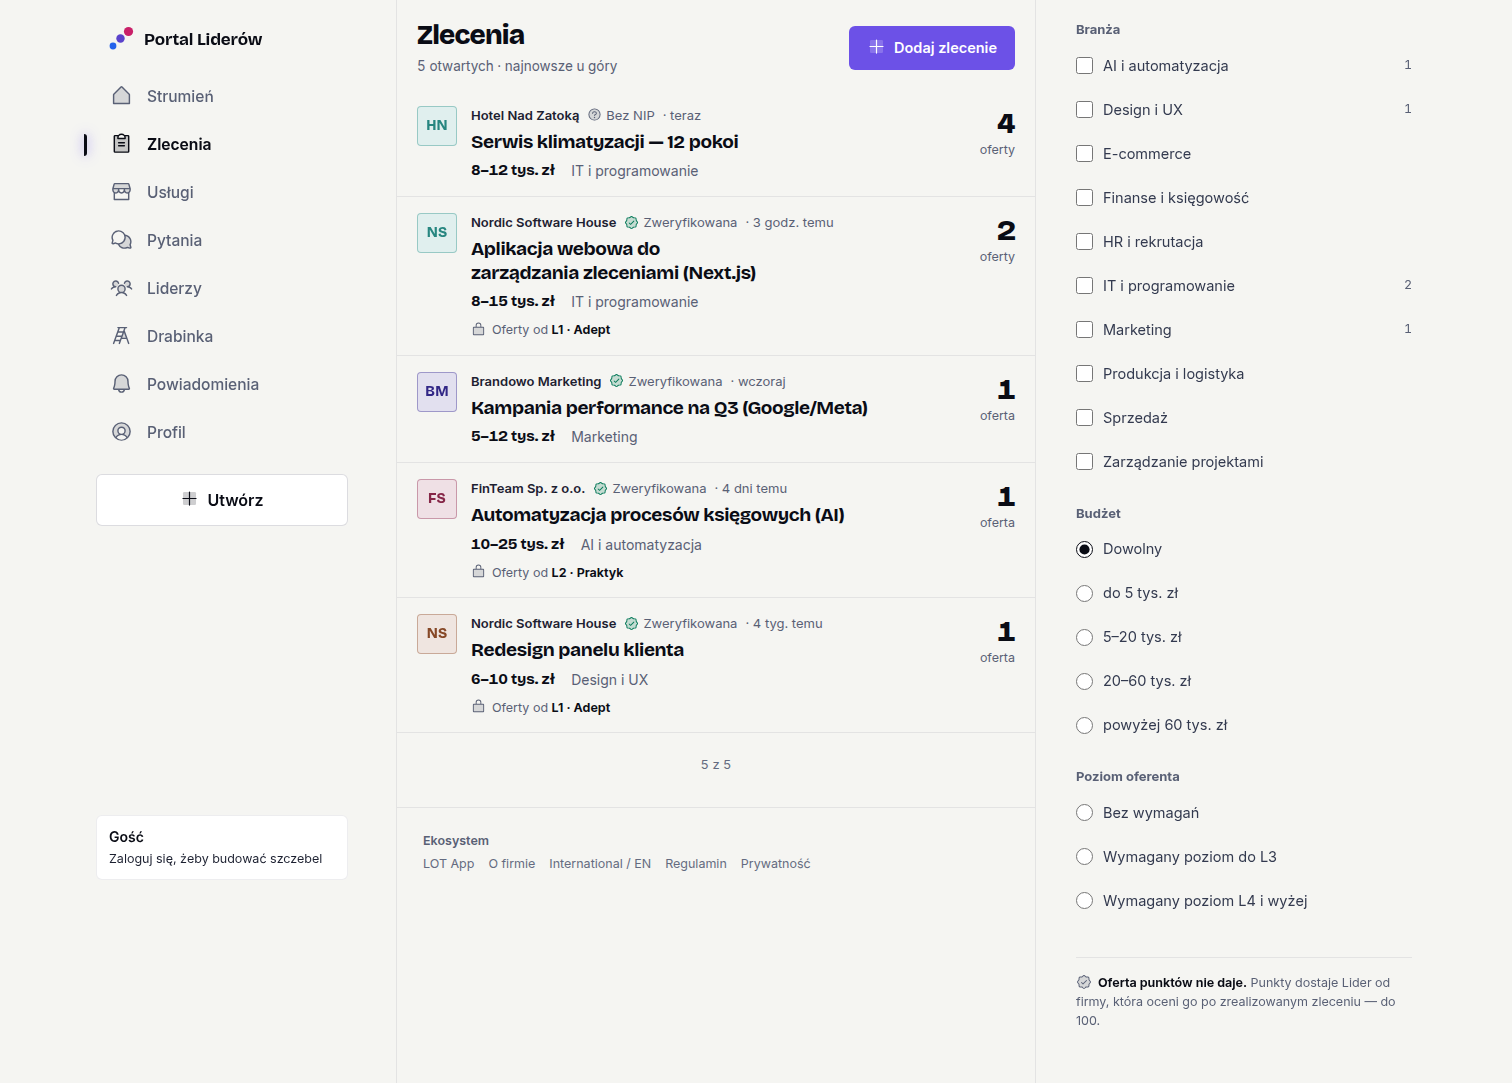 Portal Liderów
Strumień
Zlecenia
Usługi
Pytania
Liderzy
Drabinka
Powiadomienia
Profil
Utwórz
Gość
Zaloguj się, żeby budować szczebel
Zlecenia
5 otwartych · najnowsze u góry
Dodaj zlecenie
HN
Hotel Nad Zatoką Bez NIP · teraz
Serwis klimatyzacji — 12 pokoi
8–12 tys. zł IT i programowanie
4
oferty
NS
Nordic Software House Zweryfikowana · 3 godz. temu
Aplikacja webowa do
zarządzania zleceniami (Next.js)
8–15 tys. zł IT i programowanie
Oferty od L1 · Adept
2
oferty
BM
Brandowo Marketing Zweryfikowana · wczoraj
Kampania performance na Q3 (Google/Meta)
5–12 tys. zł Marketing
1
oferta
FS
FinTeam Sp. z o.o. Zweryfikowana · 4 dni temu
Automatyzacja procesów księgowych (AI)
10–25 tys. zł AI i automatyzacja
Oferty od L2 · Praktyk
1
oferta
NS
Nordic Software House Zweryfikowana · 4 tyg. temu
Redesign panelu klienta
6–10 tys. zł Design i UX
Oferty od L1 · Adept
1
oferta
5 z 5
Ekosystem
LOT App O firmie International / EN Regulamin Prywatność
Branża
AI i automatyzacja 1
Design i UX 1
E-commerce
Finanse i księgowość
HR i rekrutacja
IT i programowanie 2
Marketing 1
Produkcja i logistyka
Sprzedaż
Zarządzanie projektami
Budżet
Dowolny
do 5 tys. zł
5–20 tys. zł
20–60 tys. zł
powyżej 60 tys. zł
Poziom oferenta
Bez wymagań
Wymagany poziom do L3
Wymagany poziom L4 i wyżej
Oferta punktów nie daje. Punkty dostaje Lider od
firmy, która oceni go po zrealizowanym zleceniu — do
100.